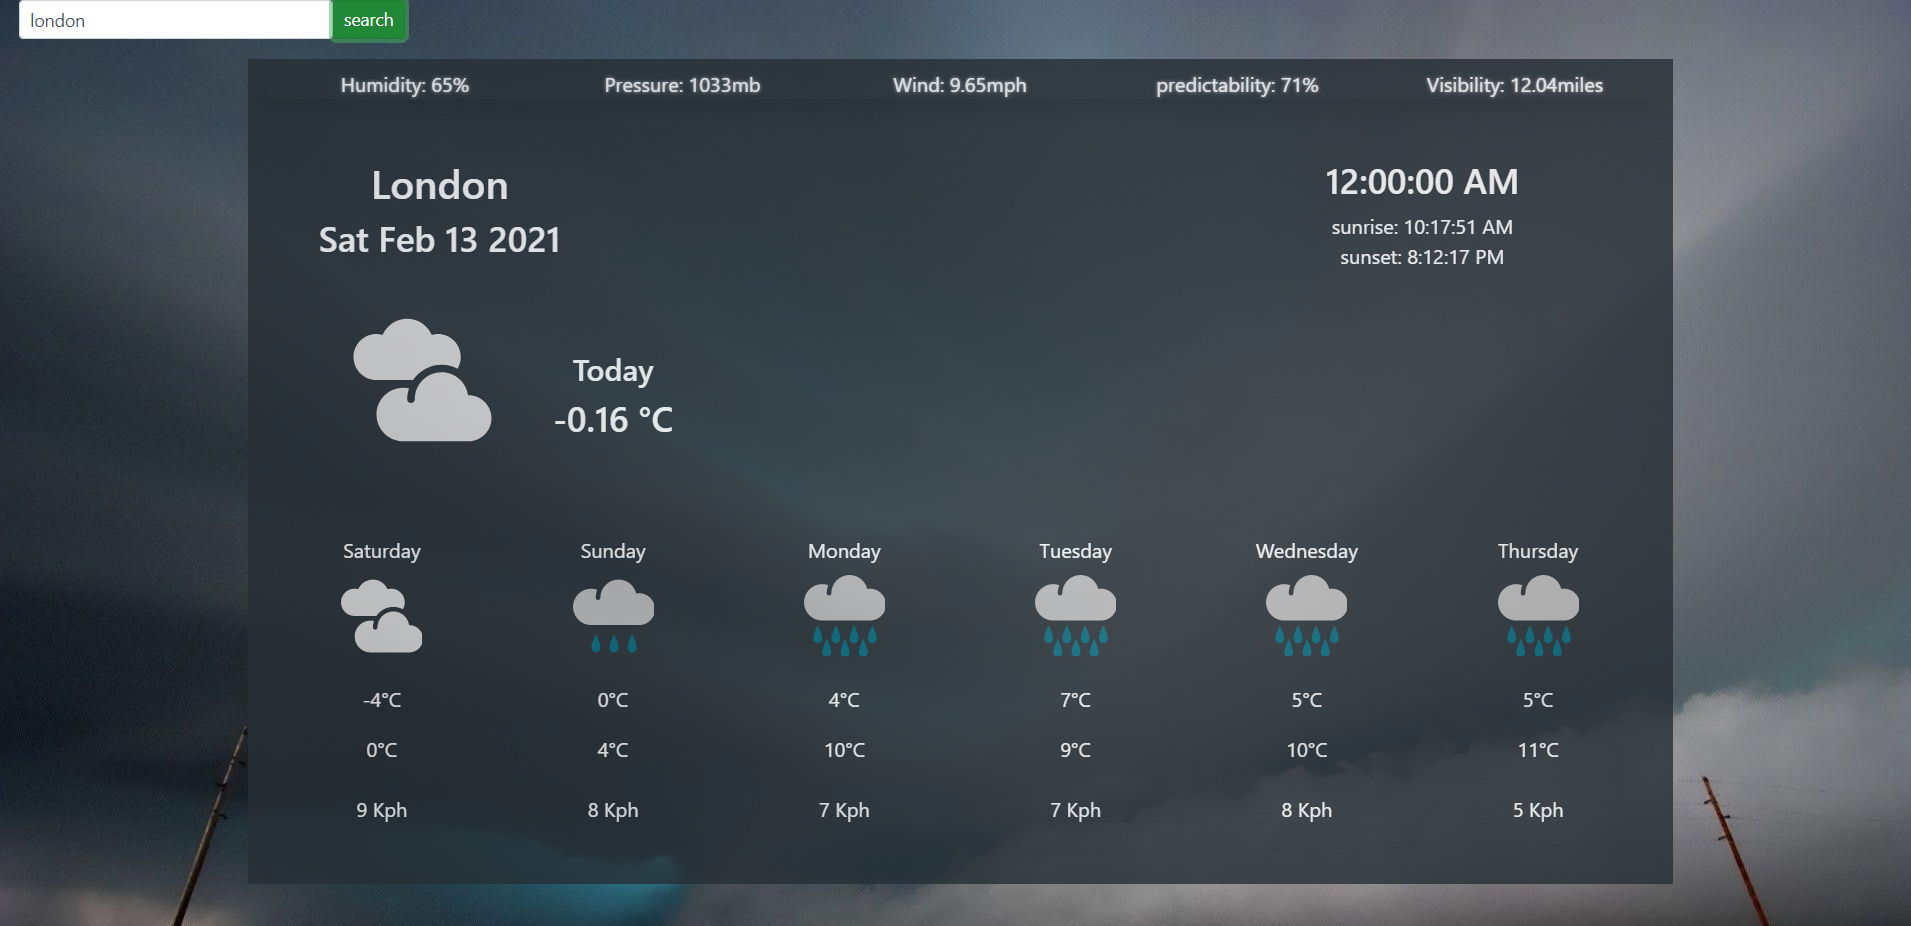 london search
Humidity: 65% Pressure: 1033mb Wind: 9.65mph predictability: 71% Visibility: 12.04miles
London
Sat Feb 13 2021
12:00:00 AM
sunrise: 10:17:51 AM
sunset: 8:12:17 PM
Today
-0.16 °C
Saturday Sunday Monday Tuesday Wednesday Thursday
-4°C 0°C 4°C 7°C 5°C 5°C
0°C 4°C 10°C 9°C 10°C 11°C
9 Kph 8 Kph 7 Kph 7 Kph 8 Kph 5 Kph